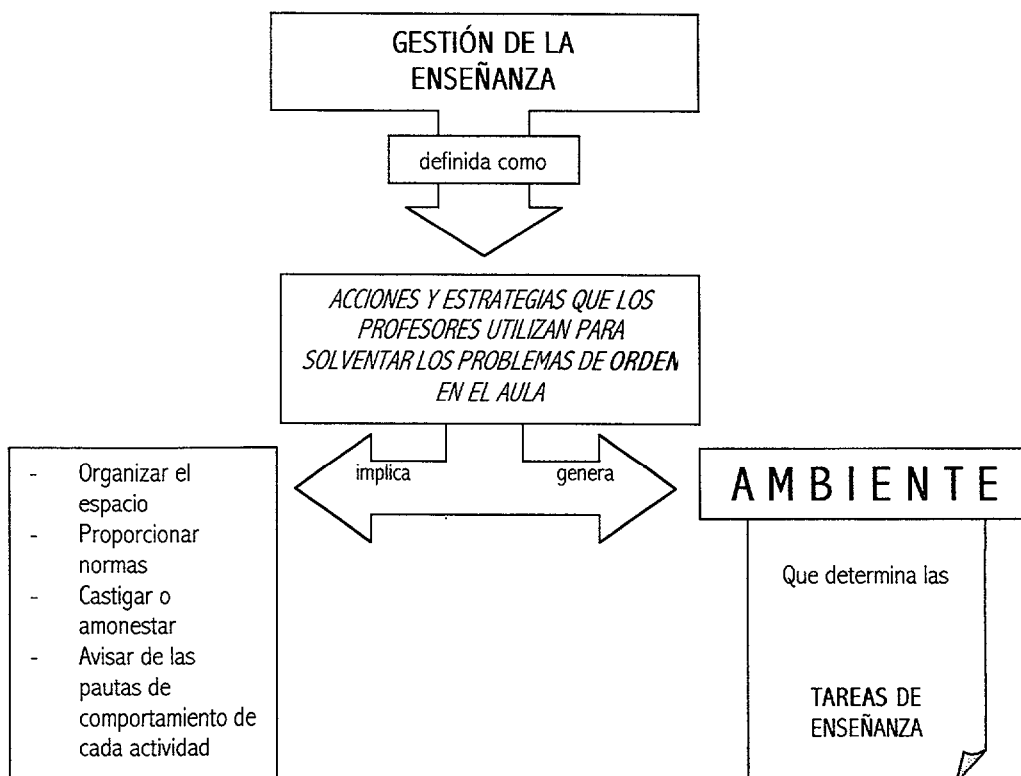 GESTIÓN DE LA
ENSEÑANZA
definida como
ACCIONES Y ESTRATEGIAS QUE LOS
PROFESORES UTILIZAN PARA
SOLVENTAR LOS PROBLEMAS DE ORDEN
EN EL AULA
implica
genera
- Organizar el
espacio
- Proporcionar
normas
- Castigar o
amonestar
- Avisar de las
pautas de
comportamiento de
cada actividad
AMBIENTE
Que determina las
TAREAS DE
ENSEÑANZA